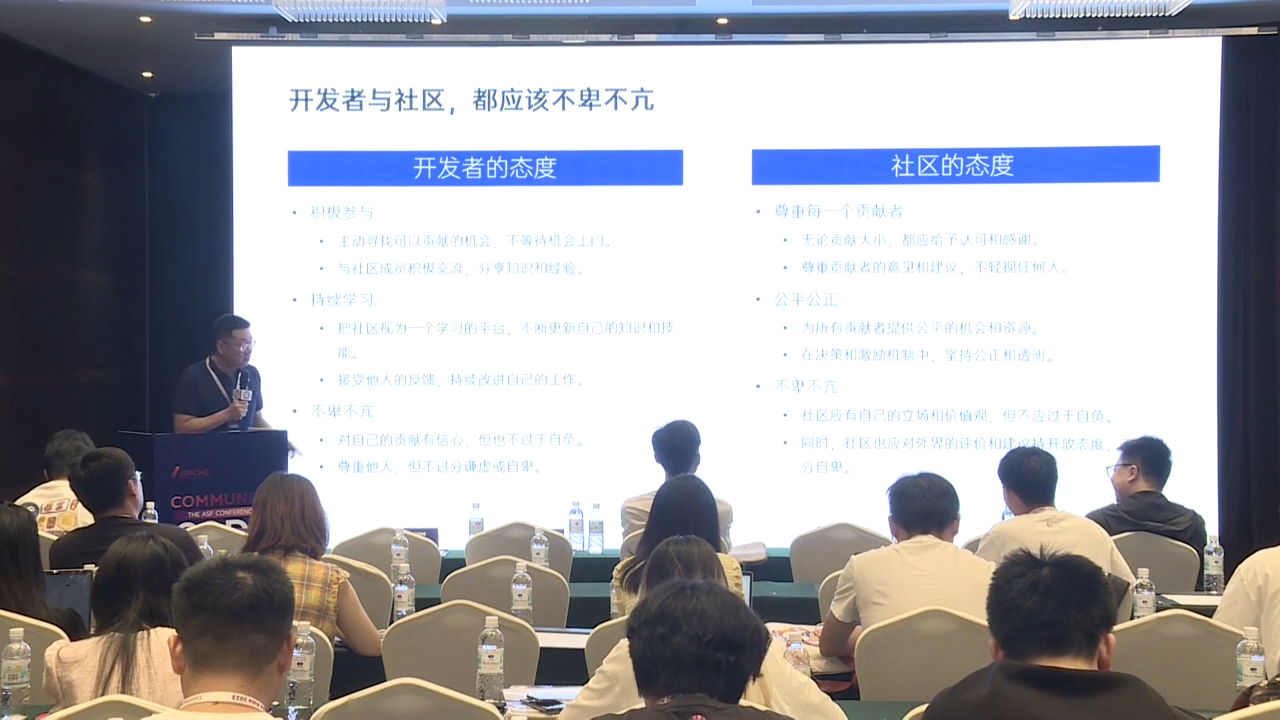 开发者与社区，都应该不卑不亢
开发者的态度
• 积极参与
• 主动寻找可以贡献的机会，不等待机会上门。
• 与社区成员积极交流，分享知识和经验。
• 持续学习
• 把社区视为一个学习的平台，不断更新自己的知识和技
能。
• 接受他人的反馈，持续改进自己的工作。
• 不卑不亢
• 对自己的贡献有信心，但也不过于自负。
• 尊重他人，但不过分谦虚或自卑。
社区的态度
• 尊重每一个贡献者
• 无论贡献大小，都应给予认可和感谢。
• 尊重贡献者的意见和建议，不轻视任何人。
• 公平公正
• 为所有贡献者提供公平的机会和资源。
• 在决策和激励机制中，坚持公正和透明。
• 不卑不亢
• 社区应有自己的立场和价值观，但不应过于自负。
• 同时，社区也应对外界的评价和建议持开放态度，
分自卑。
APACHE
COMMUNI
THE ASF CONFERENC